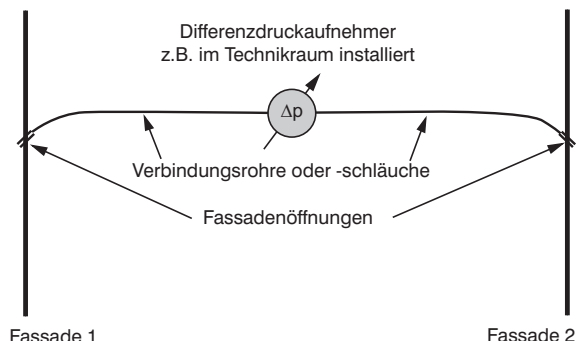 Differenzdruckaufnehmer
z.B. im Technikraum installiert
Δp
Verbindungsrohre oder -schläuche
Fassadenöffnungen
Fassade 1
Fassade 2